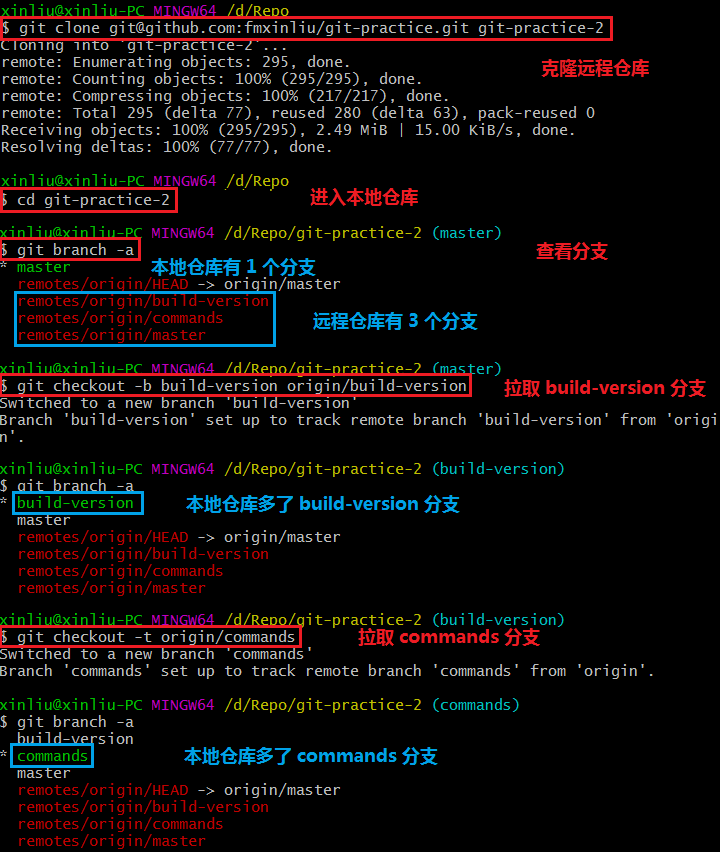 xinliu@xinliu-PC MINGW64 /d/Repo
$ git clone git@github.com:fmxinliu/git-practice.git git-practice-2
Cloning into 'git-practice-2'...
remote: Enumerating objects: 295, done.
克隆远程仓库
remote: Counting objects: 100% (295/295), done.
remote: Compressing objects: 100% (217/217), done.
remote: Total 295 (delta 77), reused 280 (delta 63), pack-reused 0
Receiving objects: 100% (295/295), 2.49 MiB | 15.00 KiB/s, done.
Resolving deltas: 100% (77/77), done.
xinliu@xinliu-PC MINGW64 /d/Repo
$ cd git-practice-2 进入本地仓库
xinliu@xinliu-PC MINGW64 /d/Repo/git-practice-2 (master)
$ git branch -a 查看分支
* master 本地仓库有 1 个分支
remotes/origin/HEAD -> origin/master
remotes/origin/build-version
remotes/origin/commands 远程仓库有 3 个分支
remotes/origin/master
xinliu@xinliu-PC MINGW64 /d/Repo/git-practice-2 (master)
$ git checkout -b build-version origin/build-version 拉取 build-version 分支
Switched to a new branch 'build-version'
Branch 'build-version' set up to track remote branch 'build-version' from 'origi
n'.
xinliu@xinliu-PC MINGW64 /d/Repo/git-practice-2 (build-version)
$ git branch -a
* build-version 本地仓库多了 build-version 分支
master
remotes/origin/HEAD -> origin/master
remotes/origin/build-version
remotes/origin/commands
remotes/origin/master
xinliu@xinliu-PC MINGW64 /d/Repo/git-practice-2 (build-version)
$ git checkout -t origin/commands 拉取 commands 分支
Switched to a new branch 'commands'
Branch 'commands' set up to track remote branch 'commands' from 'origin'.
xinliu@xinliu-PC MINGW64 /d/Repo/git-practice-2 (commands)
$ git branch -a
build-version
* commands 本地仓库多了 commands 分支
master
remotes/origin/HEAD -> origin/master
remotes/origin/build-version
remotes/origin/commands
remotes/origin/master